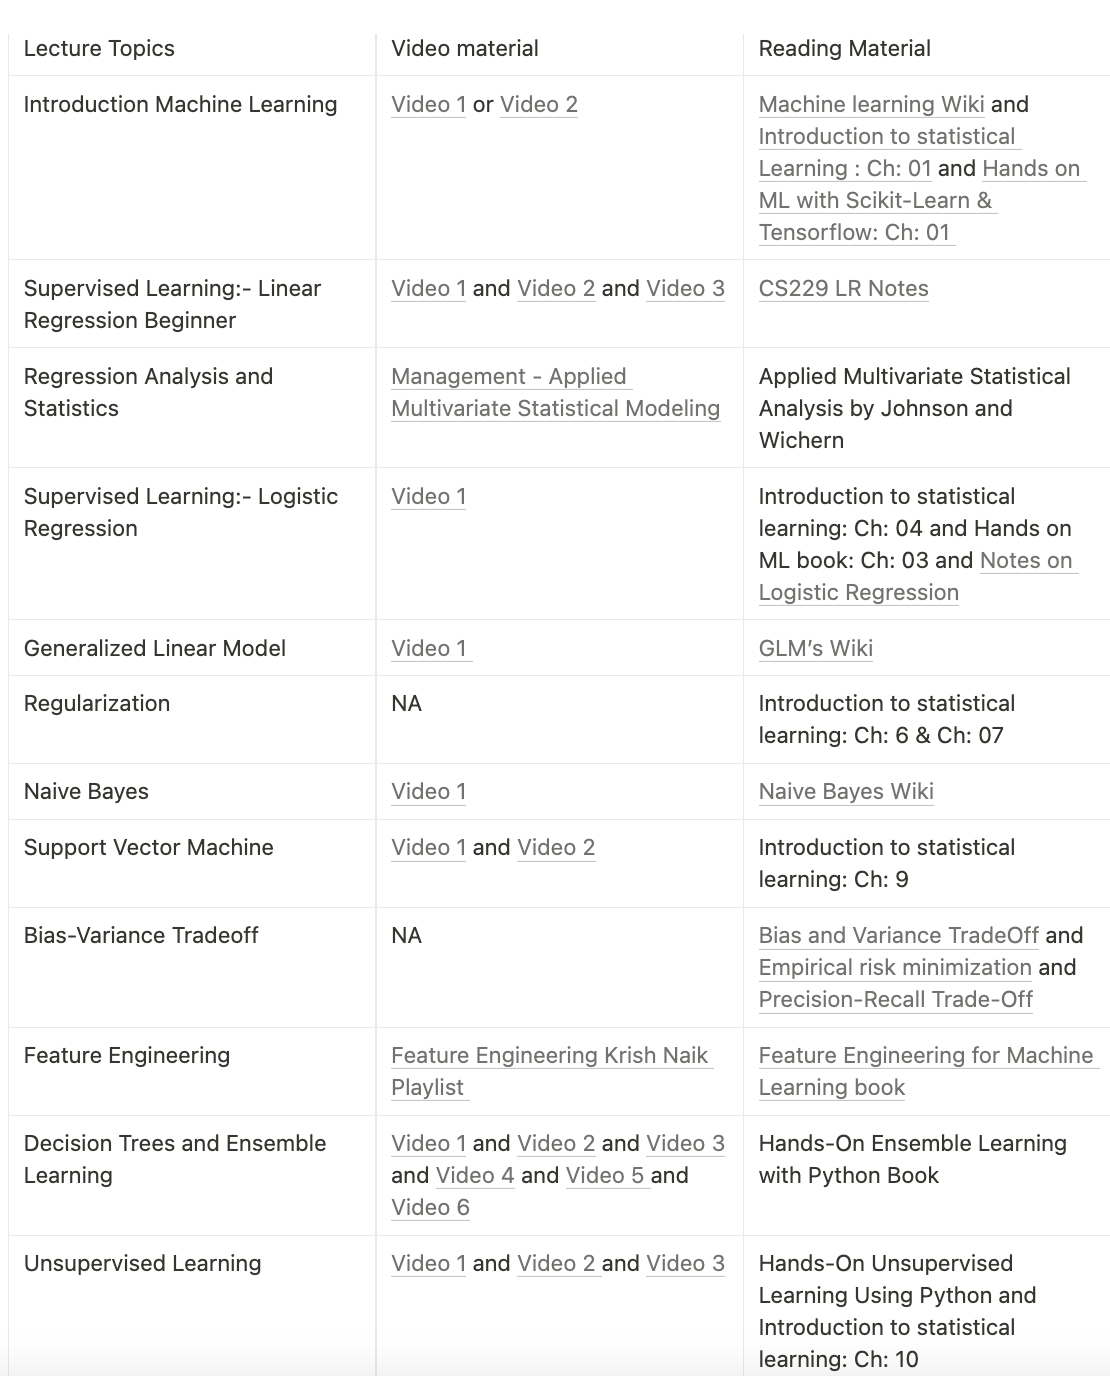 Lecture Topics
Video material
Reading Material
Introduction Machine Learning
Video 1 or Video 2
Machine learning Wiki and
Introduction to statistical
Learning : Ch: 01 and Hands on
ML with Scikit-Learn &
Tensorflow: Ch: 01
Supervised Learning:- Linear
Regression Beginner
Video 1 and Video 2 and Video 3
CS229 LR Notes
Regression Analysis and
Statistics
Management - Applied
Multivariate Statistical Modeling
Applied Multivariate Statistical
Analysis by Johnson and
Wichern
Supervised Learning:- Logistic
Regression
Video 1
Introduction to statistical
learning: Ch: 04 and Hands on
ML book: Ch: 03 and Notes on
Logistic Regression
Generalized Linear Model
Video 1
GLM’s Wiki
Regularization
NA
Introduction to statistical
learning: Ch: 6 & Ch: 07
Naive Bayes
Video 1
Naive Bayes Wiki
Support Vector Machine
Video 1 and Video 2
Introduction to statistical
learning: Ch: 9
Bias-Variance Tradeoff
NA
Bias and Variance TradeOff and
Empirical risk minimization and
Precision-Recall Trade-Off
Feature Engineering
Feature Engineering Krish Naik
Playlist
Feature Engineering for Machine
Learning book
Decision Trees and Ensemble
Learning
Video 1 and Video 2 and Video 3
and Video 4 and Video 5 and
Video 6
Hands-On Ensemble Learning
with Python Book
Unsupervised Learning
Video 1 and Video 2 and Video 3
Hands-On Unsupervised
Learning Using Python and
Introduction to statistical
learning: Ch: 10